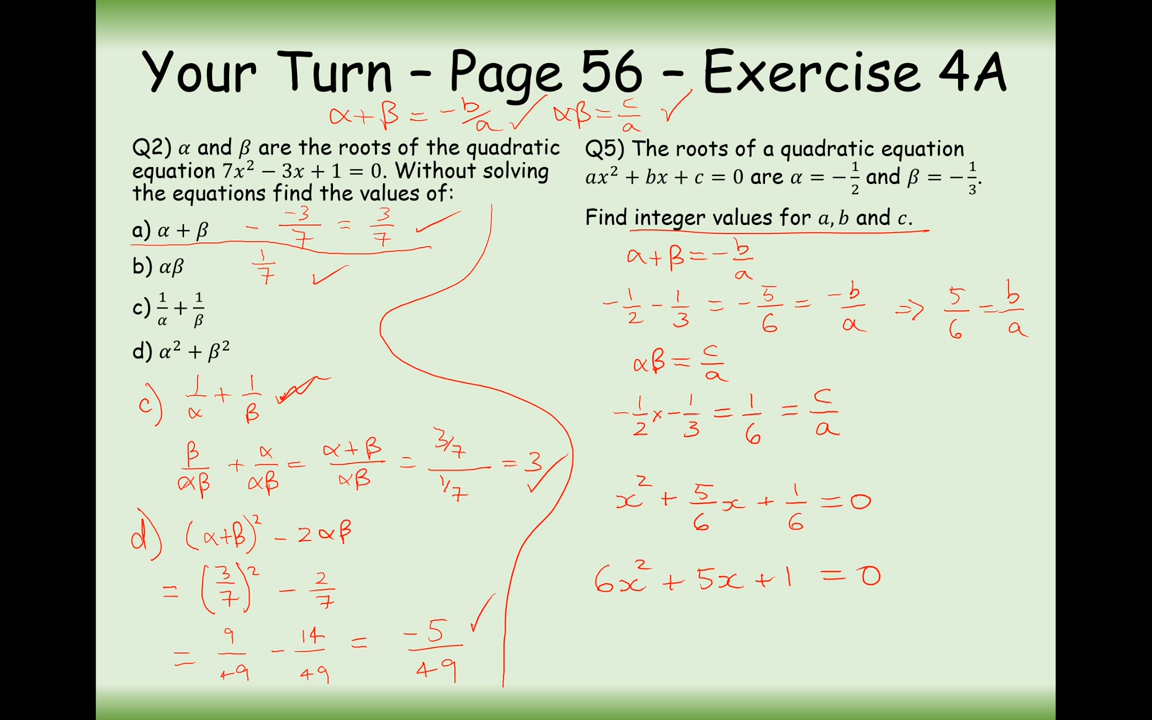 Your Turn – Page 56 – Exercise 4A
α + β = -b/a ✓ αβ = c/a ✓
Q2) α and β are the roots of the quadratic
equation 7x² − 3x + 1 = 0. Without solving
the equations find the values of:
a) α + β - -3/7 = 3/7 ✓
b) αβ 1/7 ✓
c) 1/α + 1/β
d) α² + β²
c) 1/α + 1/β
β/αβ + α/αβ = α+β/αβ = 3/7 / 1/7 = 3 ✓
d) (α+β)² - 2αβ
= (3/7)² - 2/7
= 9/49 - 14/49 = -5/49 ✓
Q5) The roots of a quadratic equation
ax² + bx + c = 0 are α = −1/2 and β = −1/3.
Find integer values for a, b and c.
α+β = -b/a
-1/2 - 1/3 = -5/6 = -b/a ⇒ 5/6 = b/a
αβ = c/a
-1/2 × -1/3 = 1/6 = c/a
x² + 5/6 x + 1/6 = 0
6x² + 5x + 1 = 0